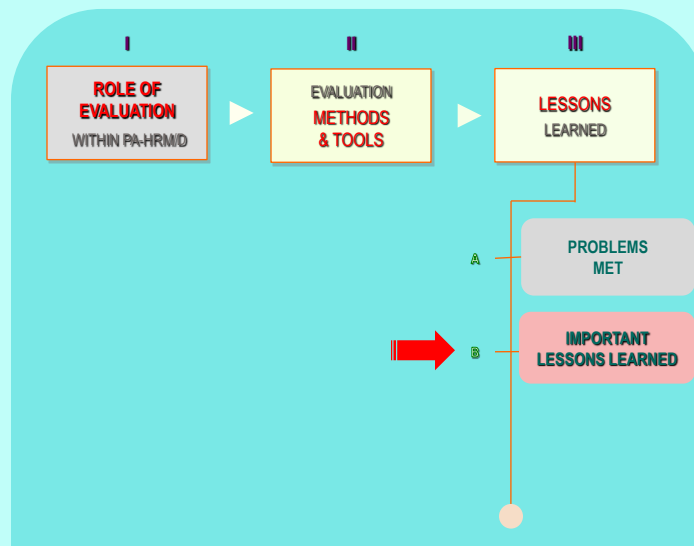 I
II
III
ROLE OF
EVALUATION
WITHIN PA-HRM/D
EVALUATION
METHODS
& TOOLS
LESSONS
LEARNED
A
PROBLEMS
MET
B
IMPORTANT
LESSONS LEARNED